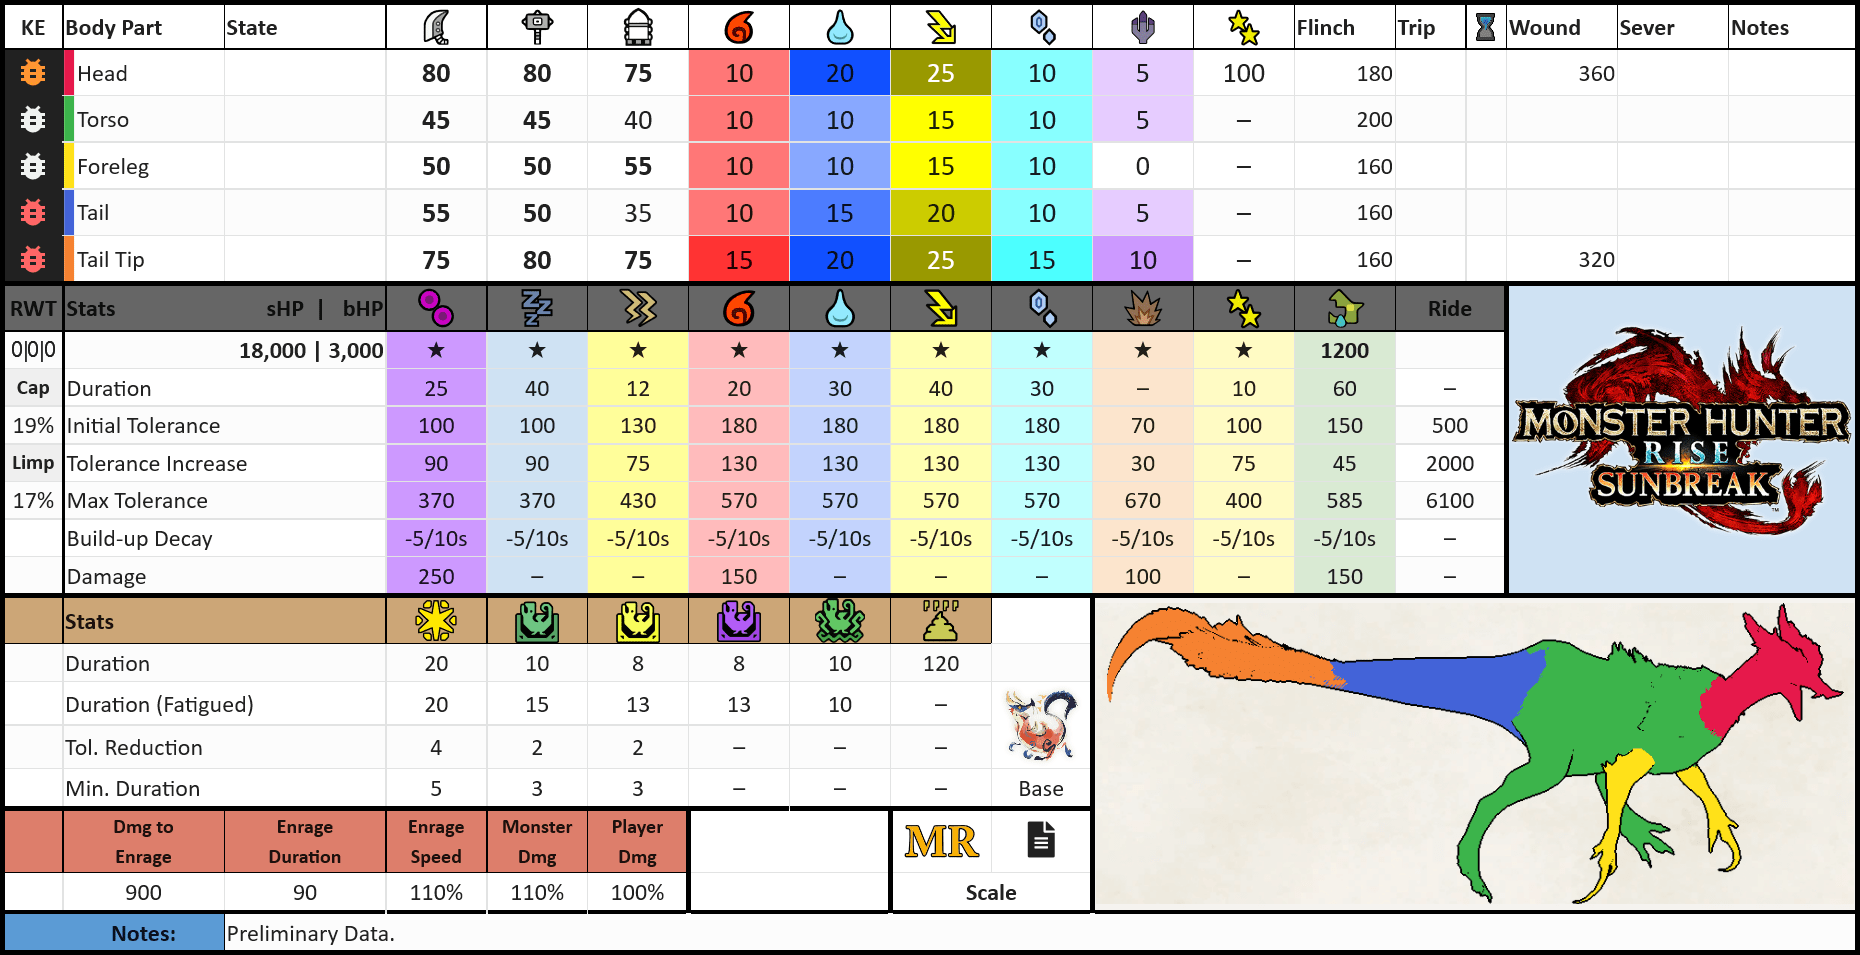 KE Body Part State Flinch Trip Wound Sever Notes
Head 80 80 75 10 20 25 10 5 100 180 360
Torso 45 45 40 10 10 15 10 5 – 200
Foreleg 50 50 55 10 10 15 10 0 – 160
Tail 55 50 35 10 15 20 10 5 – 160
Tail Tip 75 80 75 15 20 25 15 10 – 160 320
RWT Stats sHP | bHP Ride
0|0|0 18,000 | 3,000 ★ ★ ★ ★ ★ ★ ★ ★ ★ 1200
Cap Duration 25 40 12 20 30 40 30 – 10 60 –
19% Initial Tolerance 100 100 130 180 180 180 180 70 100 150 500
Limp Tolerance Increase 90 90 75 130 130 130 130 30 75 45 2000
17% Max Tolerance 370 370 430 570 570 570 570 670 400 585 6100
Build-up Decay -5/10s -5/10s -5/10s -5/10s -5/10s -5/10s -5/10s -5/10s -5/10s -5/10s –
Damage 250 – – 150 – – – 100 – 150 –
MONSTER HUNTER
RISE
SUNBREAK™
Stats
Duration 20 10 8 8 10 120
Duration (Fatigued) 20 15 13 13 10 –
Tol. Reduction 4 2 2 – – –
Min. Duration 5 3 3 – – – Base
Dmg to Enrage Enrage Duration Enrage Speed Monster Dmg Player Dmg MR
900 90 110% 110% 100% Scale
Notes: Preliminary Data.